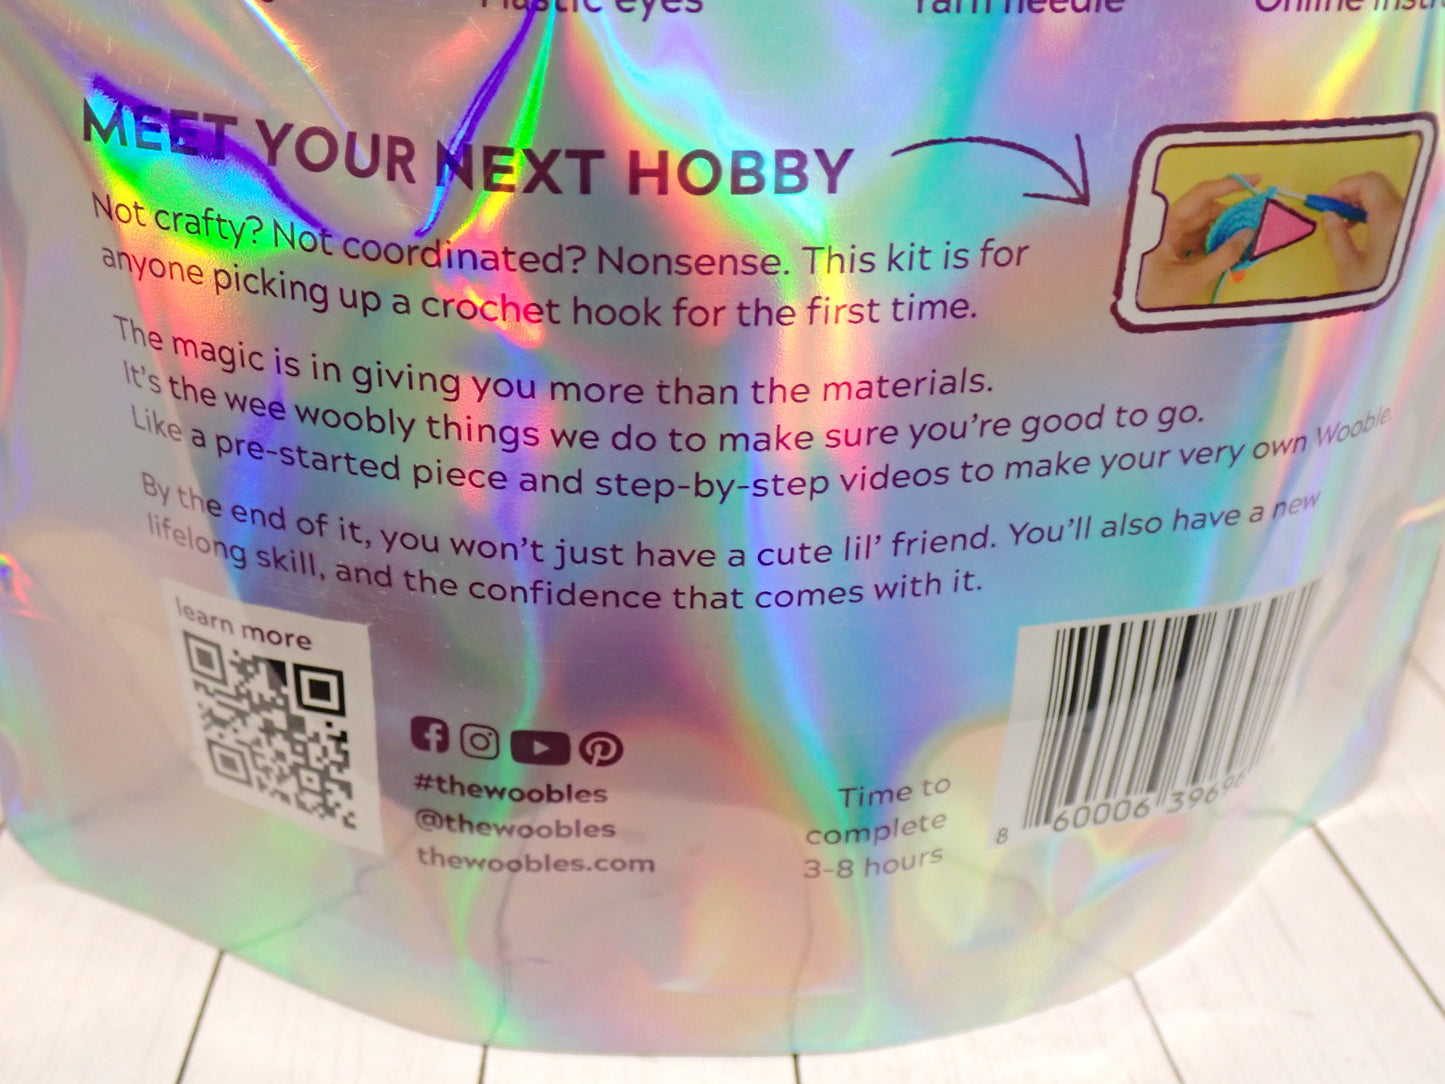 Plastic eyes Yarn needle Online
MEET YOUR NEXT HOBBY
Not crafty? Not coordinated? Nonsense. This kit is for
anyone picking up a crochet hook for the first time.
The magic is in giving you more than the materials.
It's the wee woobly things we do to make sure you're good to go.
Like a pre-started piece and step-by-step videos to make your very own Wooble.
By the end of it, you won't just have a cute lil' friend. You'll also have a new
lifelong skill, and the confidence that comes with it.
learn more
#thewoobles
@thewoobles
thewoobles.com
Time to
complete
3-8 hours
8 60006 39696